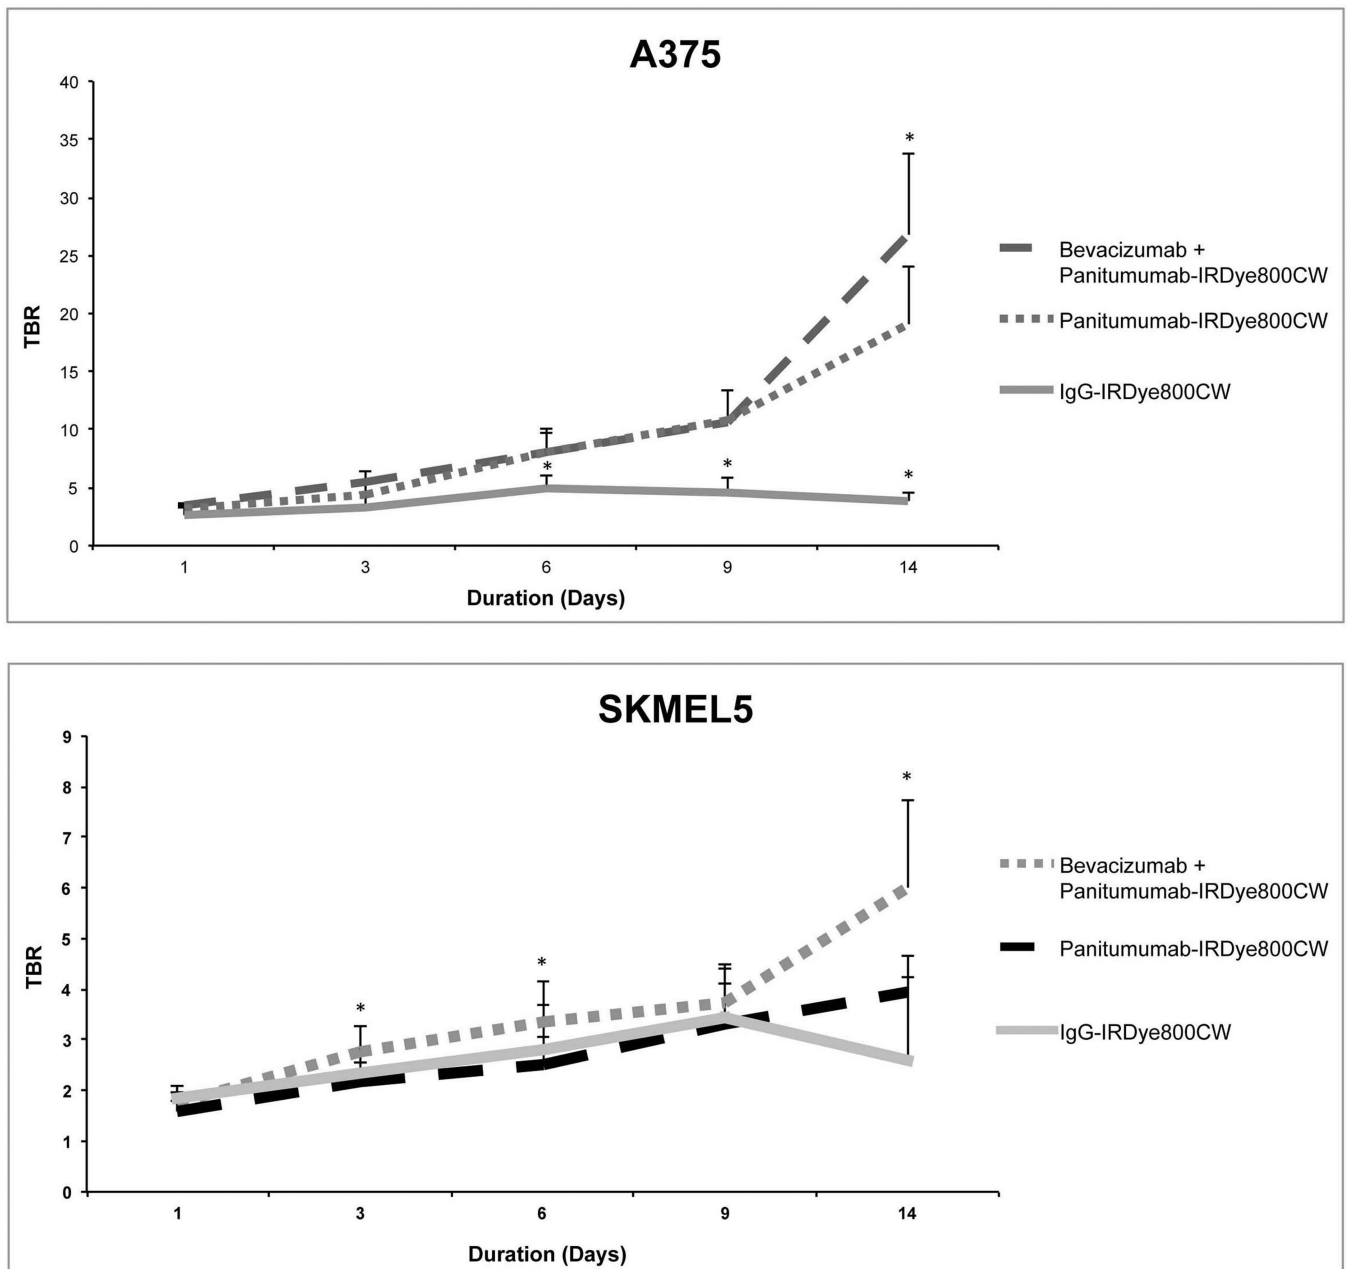 A375
40
35
30
25
20
15
10
5
0
TBR
*
*
*
*
1 3 6 9 14
Duration (Days)
Bevacizumab +
Panitumumab-IRDye800CW
Panitumumab-IRDye800CW
IgG-IRDye800CW
SKMEL5
9
8
7
6
5
4
3
2
1
0
TBR
*
*
*
1 3 6 9 14
Duration (Days)
Bevacizumab +
Panitumumab-IRDye800CW
Panitumumab-IRDye800CW
IgG-IRDye800CW